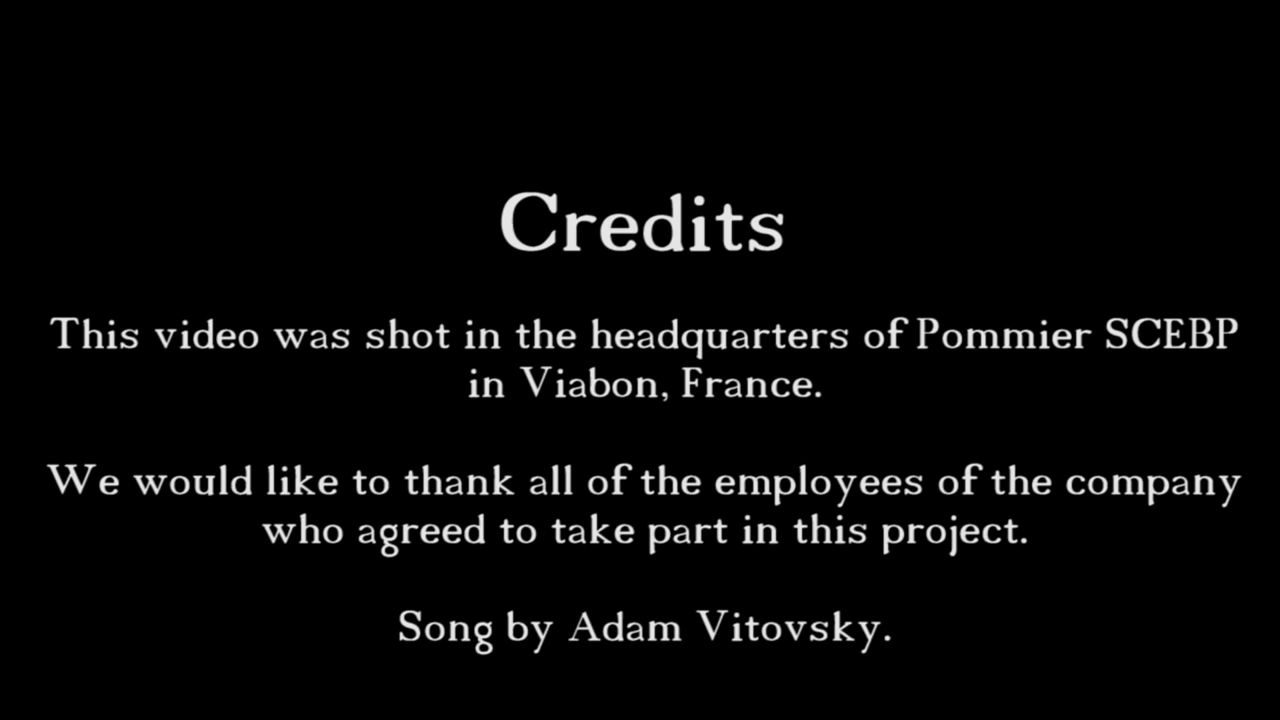 Credits
This video was shot in the headquarters of Pommier SCEBP
in Viabon, France.
We would like to thank all of the employees of the company
who agreed to take part in this project.
Song by Adam Vitovsky.